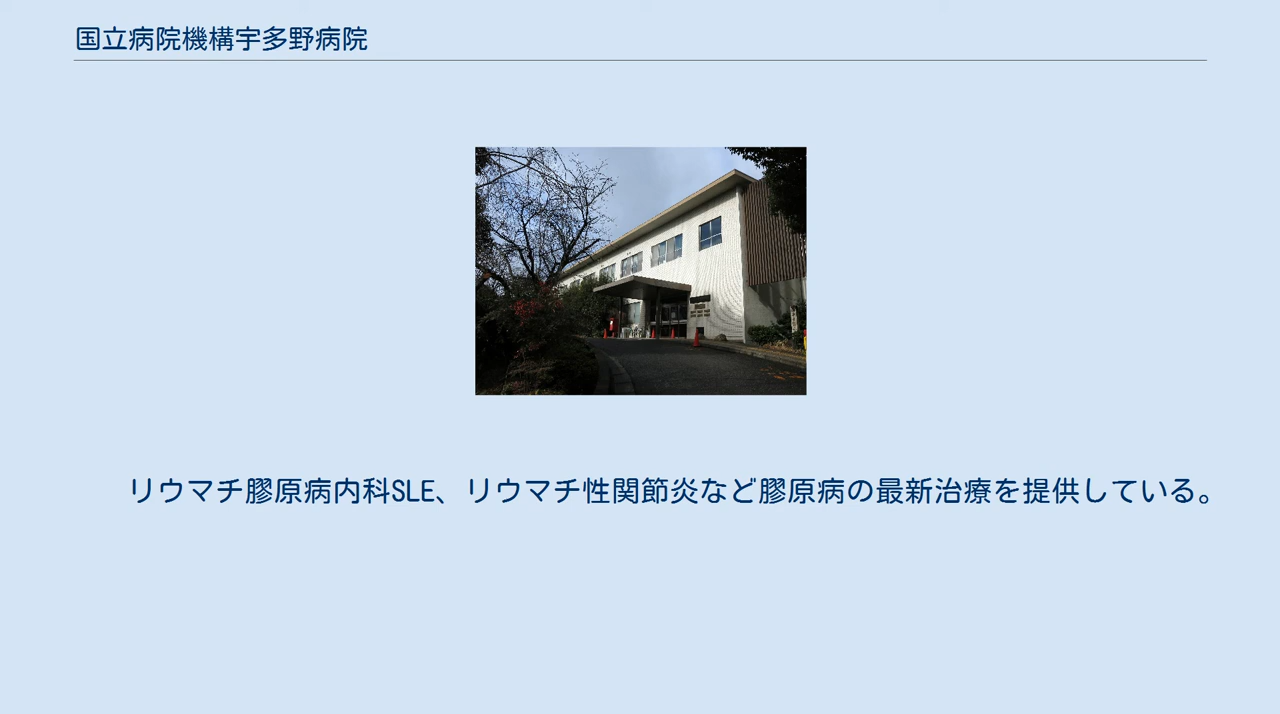 国立病院機構宇多野病院
リウマチ膠原病内科SLE、リウマチ性関節炎など膠原病の最新治療を提供している。